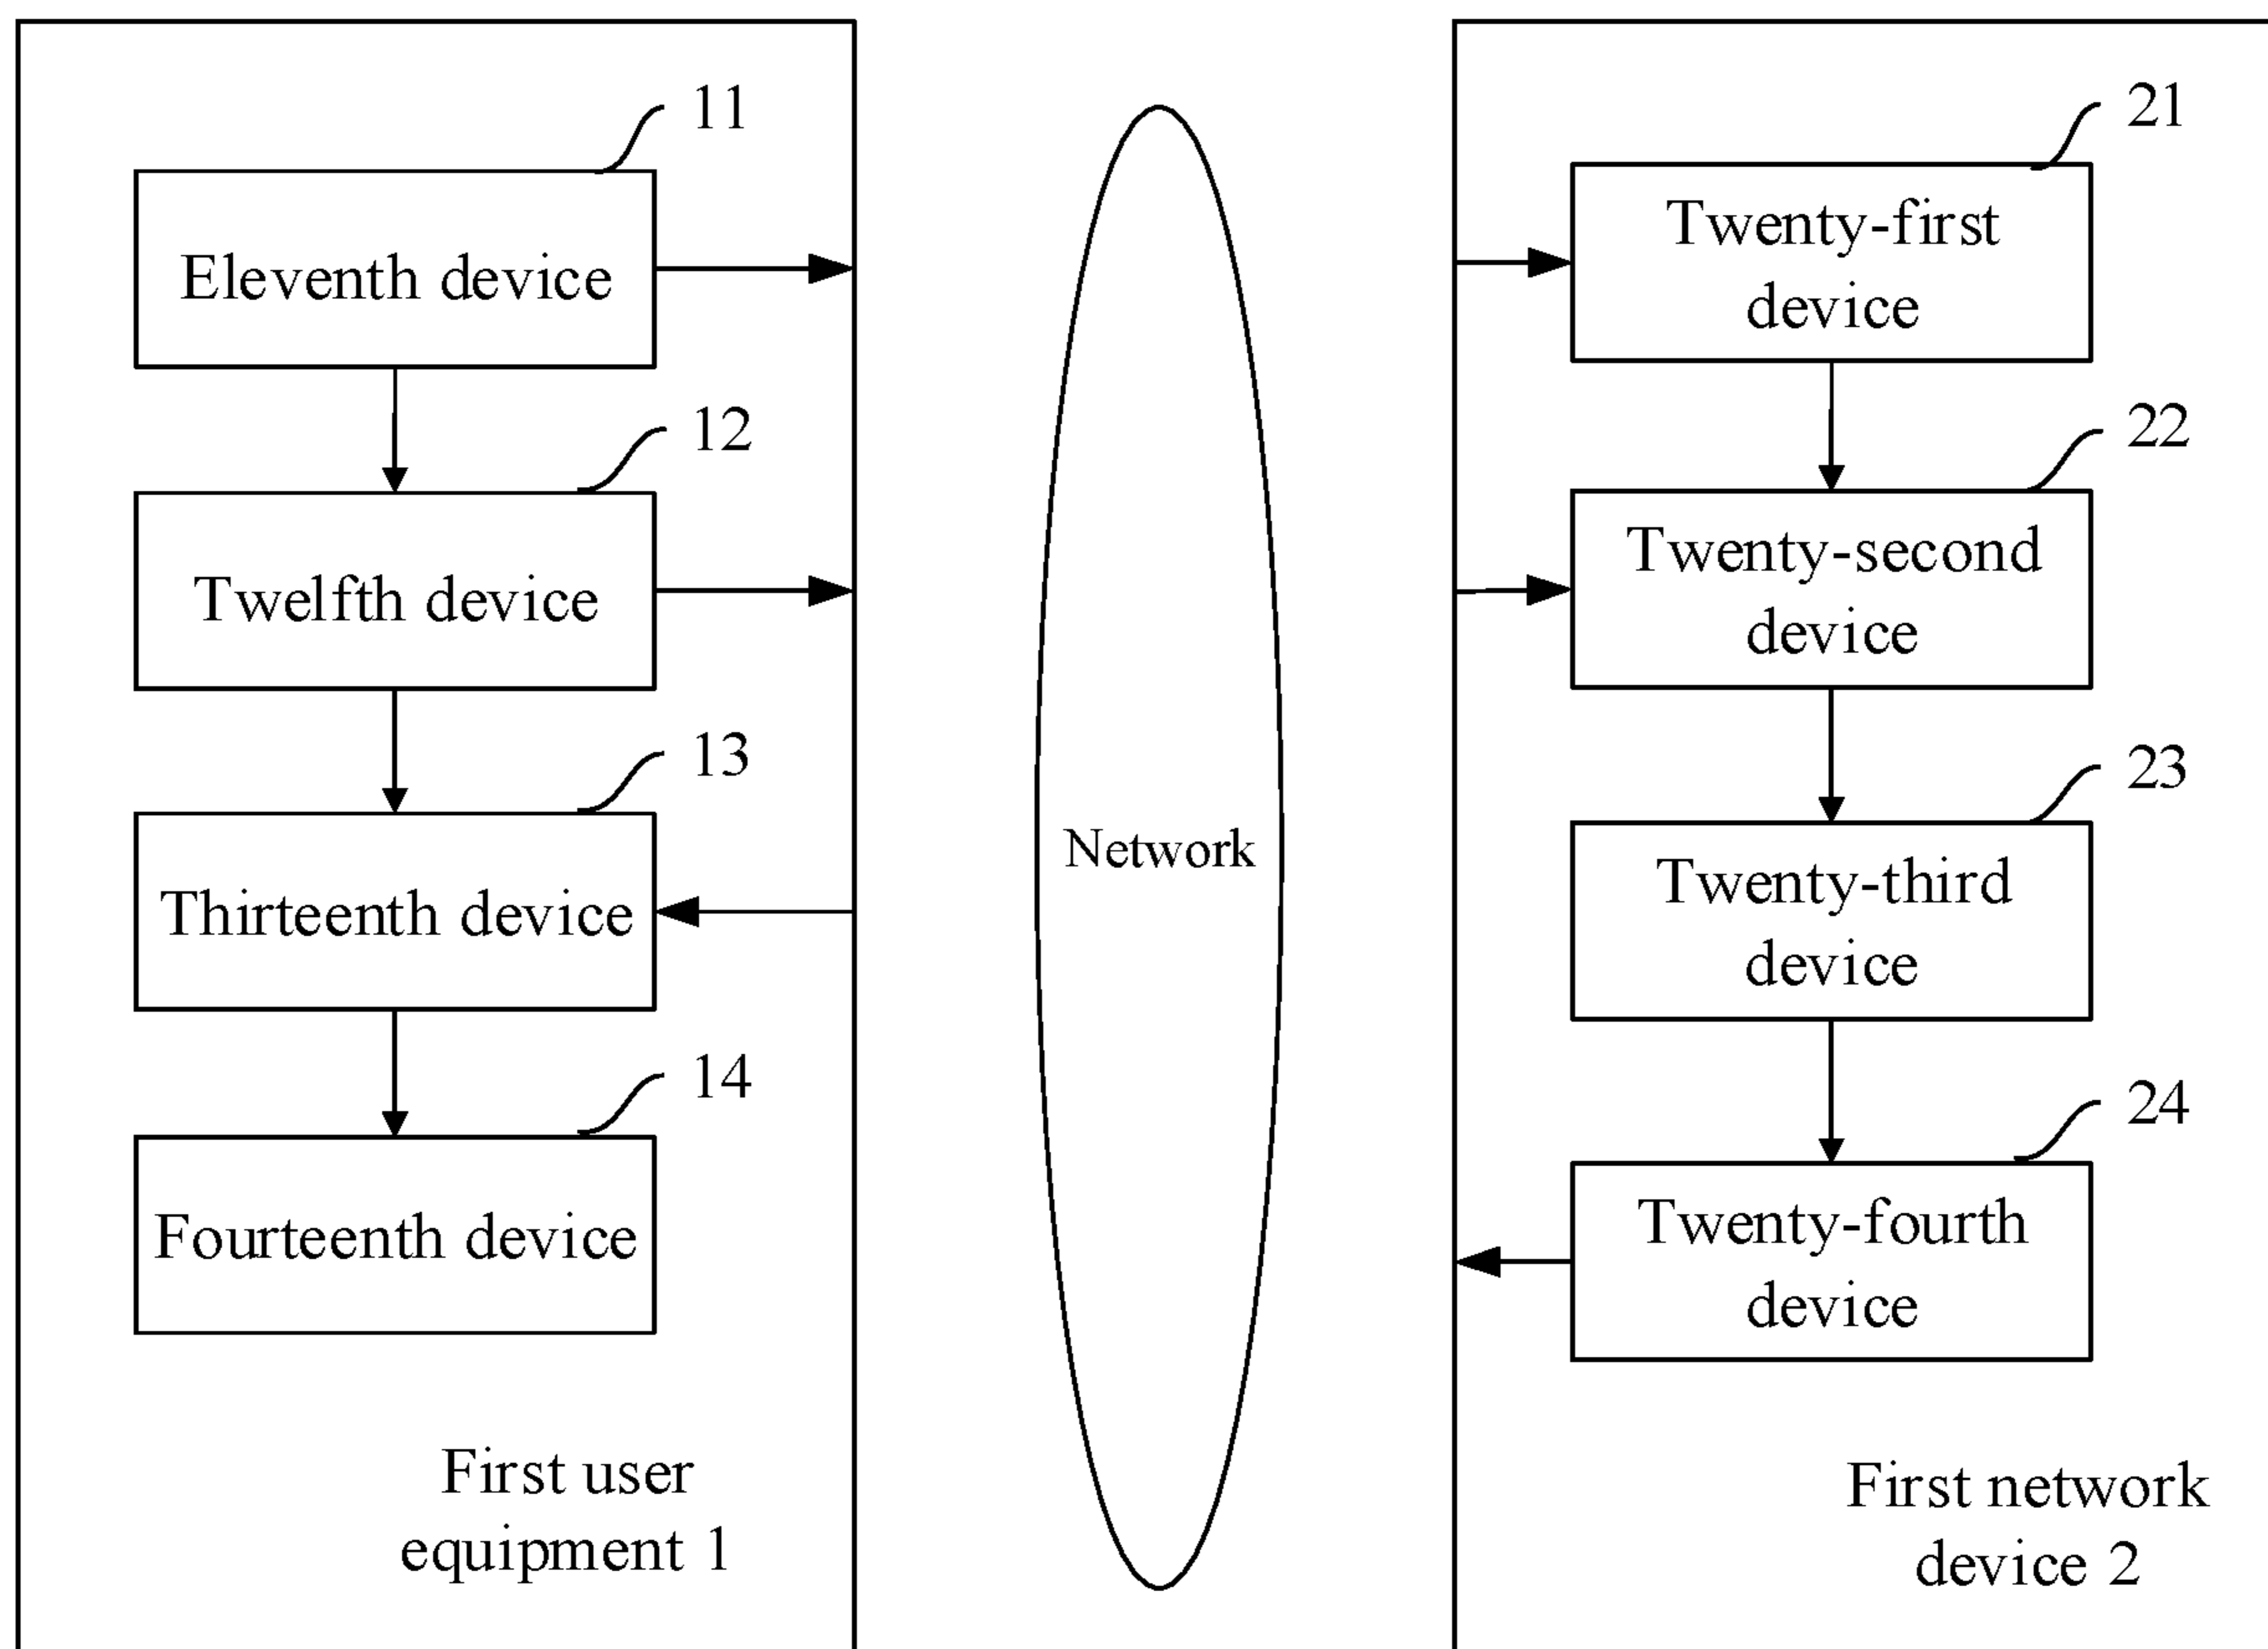 11
Eleventh device
12
Twelfth device
13
Thirteenth device
14
Fourteenth device
First user
equipment 1
Network
21
Twenty-first
device
22
Twenty-second
device
23
Twenty-third
device
24
Twenty-fourth
device
First network
device 2